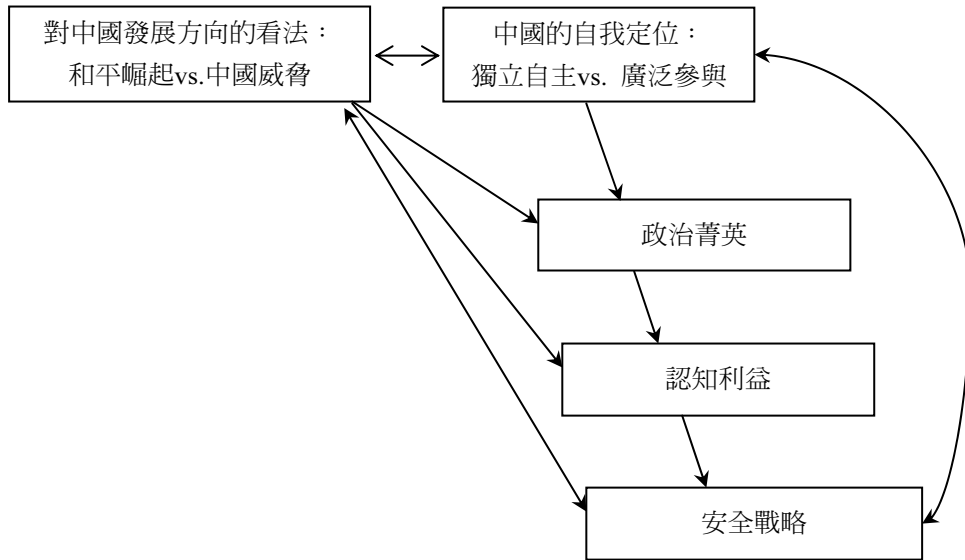 對中國發展方向的看法：
和平崛起vs.中國威脅
中國的自我定位：
獨立自主vs. 廣泛參與
政治菁英
認知利益
安全戰略